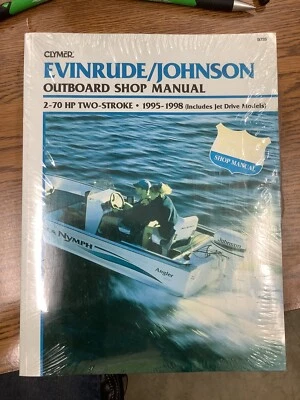 CLYMER
EVINRUDE/JOHNSON
OUTBOARD SHOP MANUAL
2-70 HP TWO-STROKE • 1995-1998 (Includes Jet Drive Models)
SHOP MANUAL
NYMPH
Angler